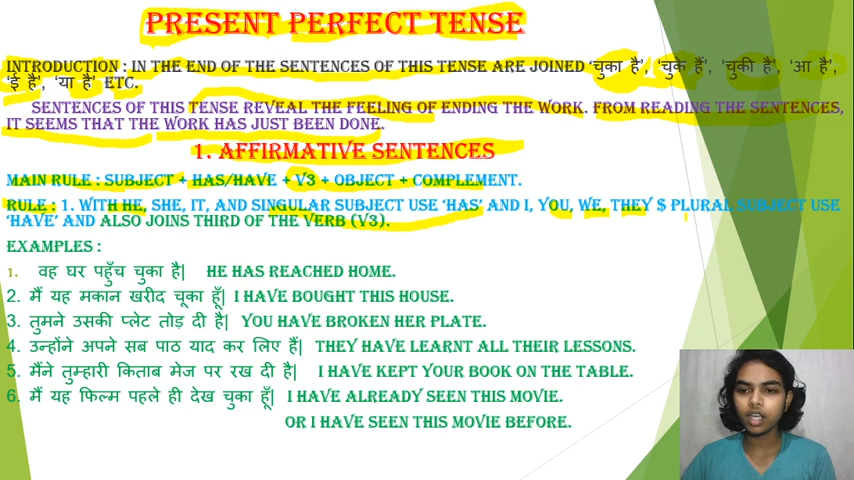 PRESENT PERFECT TENSE
INTRODUCTION : IN THE END OF THE SENTENCES OF THIS TENSE ARE JOINED ‘चुका है’, ‘चुके हैं’, ‘चुकी है’, ‘आ है’,
‘ई है’, ‘या है’ ETC.
SENTENCES OF THIS TENSE REVEAL THE FEELING OF ENDING THE WORK. FROM READING THE SENTENCES,
IT SEEMS THAT THE WORK HAS JUST BEEN DONE.
1. AFFIRMATIVE SENTENCES
MAIN RULE : SUBJECT + HAS/HAVE + V3 + OBJECT + COMPLEMENT.
RULE : 1. WITH HE, SHE, IT, AND SINGULAR SUBJECT USE ‘HAS’ AND I, YOU, WE, THEY $ PLURAL SUBJECT USE
‘HAVE’ AND ALSO JOINS THIRD OF THE VERB (V3).
EXAMPLES :
1. वह घर पहुँच चुका है| HE HAS REACHED HOME.
2. मैं यह मकान खरीद चूका हूँ| I HAVE BOUGHT THIS HOUSE.
3. तुमने उसकी प्लेट तोड़ दी है| YOU HAVE BROKEN HER PLATE.
4. उन्होंने अपने सब पाठ याद कर लिए हैं| THEY HAVE LEARNT ALL THEIR LESSONS.
5. मैंने तुम्हारी किताब मेज पर रख दी है| I HAVE KEPT YOUR BOOK ON THE TABLE.
6. मैं यह फिल्म पहले ही देख चुका हूँ| I HAVE ALREADY SEEN THIS MOVIE.
OR I HAVE SEEN THIS MOVIE BEFORE.